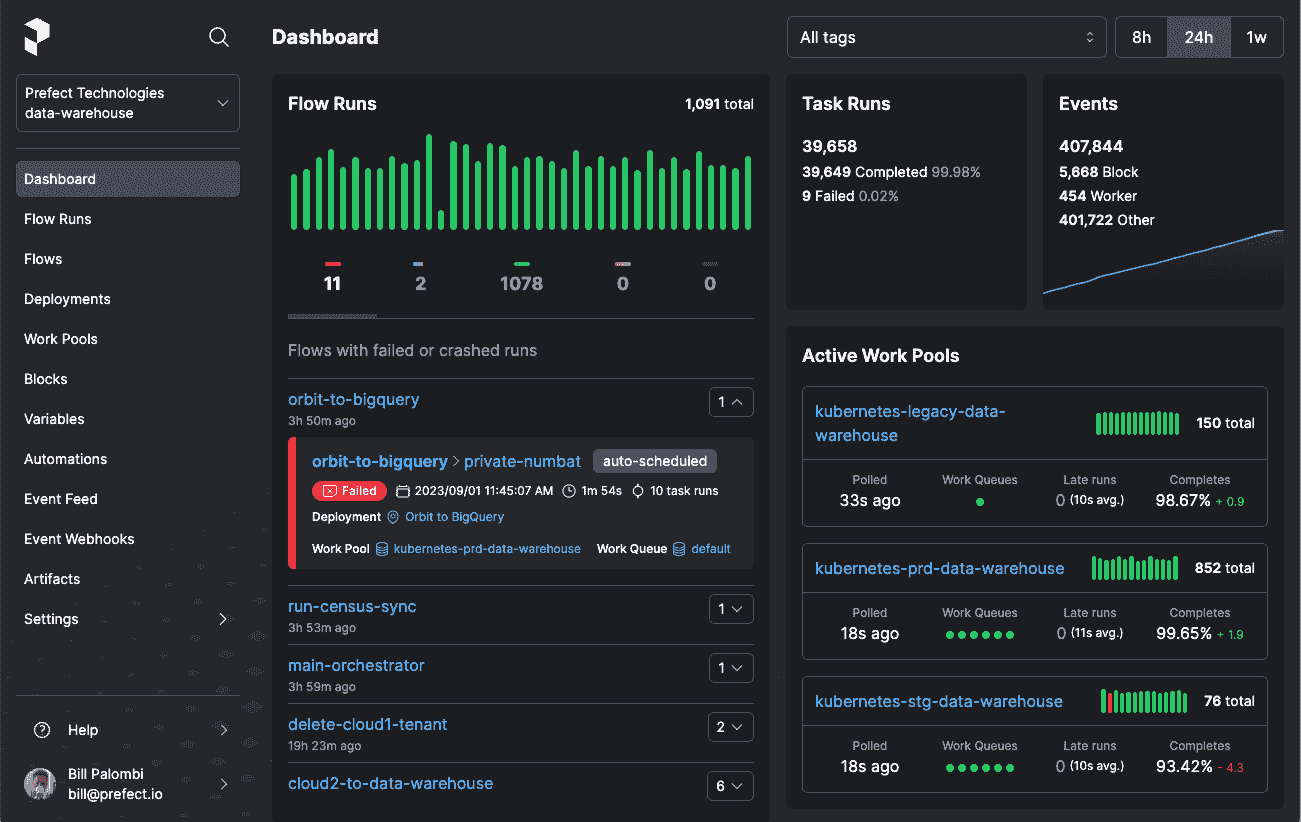 Prefect Technologies
data-warehouse
Dashboard
Flow Runs
Flows
Deployments
Work Pools
Blocks
Variables
Automations
Event Feed
Event Webhooks
Artifacts
Settings
Help
Bill Palombi
bill@prefect.io
Dashboard
All tags
8h 24h 1w
Flow Runs 1,091 total
11 2 1078 0 0
Flows with failed or crashed runs
orbit-to-bigquery 1
3h 50m ago
orbit-to-bigquery > private-numbat auto-scheduled
Failed 2023/09/01 11:45:07 AM 1m 54s 10 task runs
Deployment Orbit to BigQuery
Work Pool kubernetes-prd-data-warehouse Work Queue default
run-census-sync 1
3h 53m ago
main-orchestrator 1
3h 59m ago
delete-cloud1-tenant 2
19h 23m ago
cloud2-to-data-warehouse 6
Task Runs
39,658
39,649 Completed 99.98%
9 Failed 0.02%
Events
407,844
5,668 Block
454 Worker
401,722 Other
Active Work Pools
kubernetes-legacy-data-
warehouse
150 total
Polled Work Queues Late runs Completes
33s ago 0 (10s avg.) 98.67% + 0.9
kubernetes-prd-data-warehouse 852 total
Polled Work Queues Late runs Completes
18s ago 0 (11s avg.) 99.65% + 1.9
kubernetes-stg-data-warehouse 76 total
Polled Work Queues Late runs Completes
18s ago 0 (10s avg.) 93.42% - 4.3